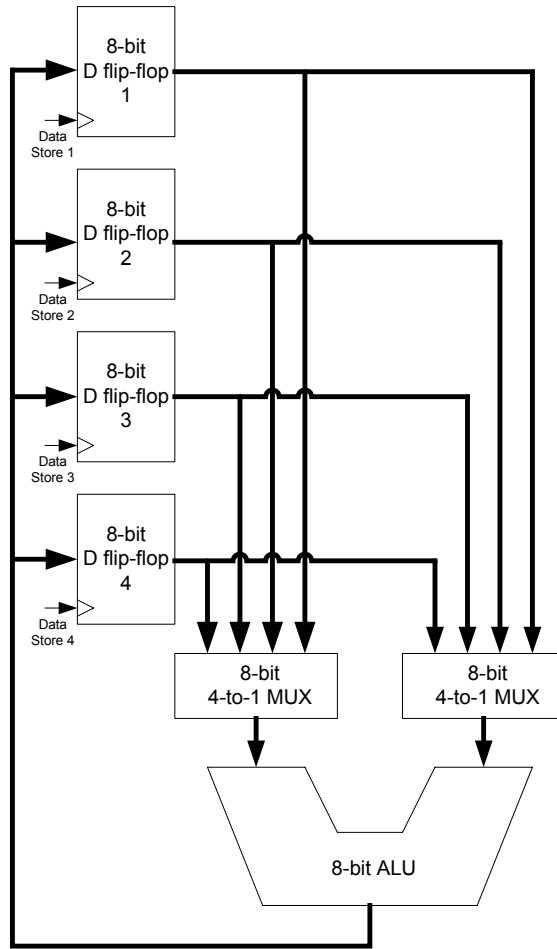 8-bit
D flip-flop
1
Data
Store 1
8-bit
D flip-flop
2
Data
Store 2
8-bit
D flip-flop
3
Data
Store 3
8-bit
D flip-flop
4
Data
Store 4
8-bit
4-to-1 MUX
8-bit
4-to-1 MUX
8-bit ALU